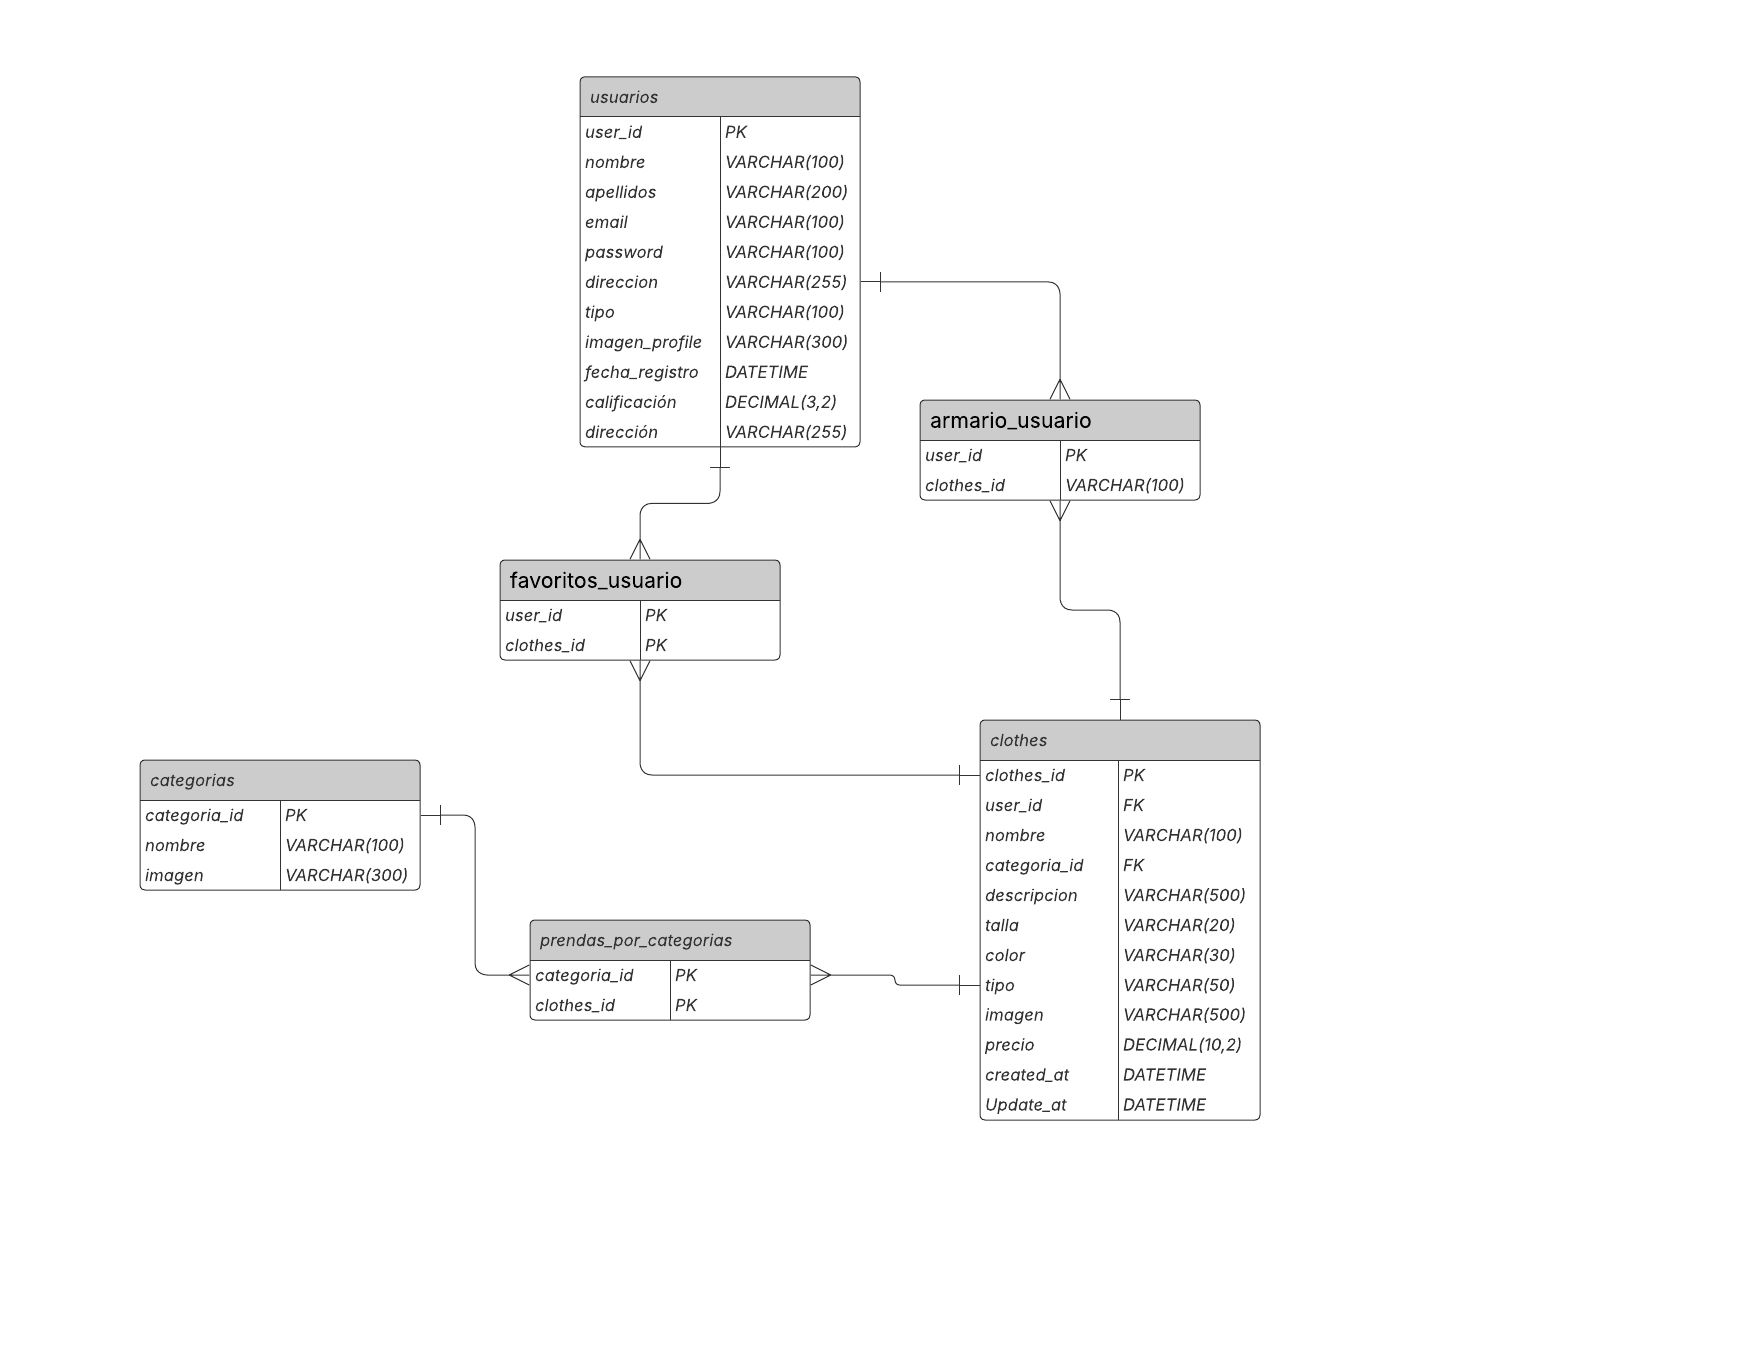 usuarios
user_id PK
nombre VARCHAR(100)
apellidos VARCHAR(200)
email VARCHAR(100)
password VARCHAR(100)
direccion VARCHAR(255)
tipo VARCHAR(100)
imagen_profile VARCHAR(300)
fecha_registro DATETIME
calificación DECIMAL(3,2)
dirección VARCHAR(255)
armario_usuario
user_id PK
clothes_id VARCHAR(100)
favoritos_usuario
user_id PK
clothes_id PK
categorias
categoria_id PK
nombre VARCHAR(100)
imagen VARCHAR(300)
prendas_por_categorias
categoria_id PK
clothes_id PK
clothes
clothes_id PK
user_id FK
nombre VARCHAR(100)
categoria_id FK
descripcion VARCHAR(500)
talla VARCHAR(20)
color VARCHAR(30)
tipo VARCHAR(50)
imagen VARCHAR(500)
precio DECIMAL(10,2)
created_at DATETIME
Update_at DATETIME